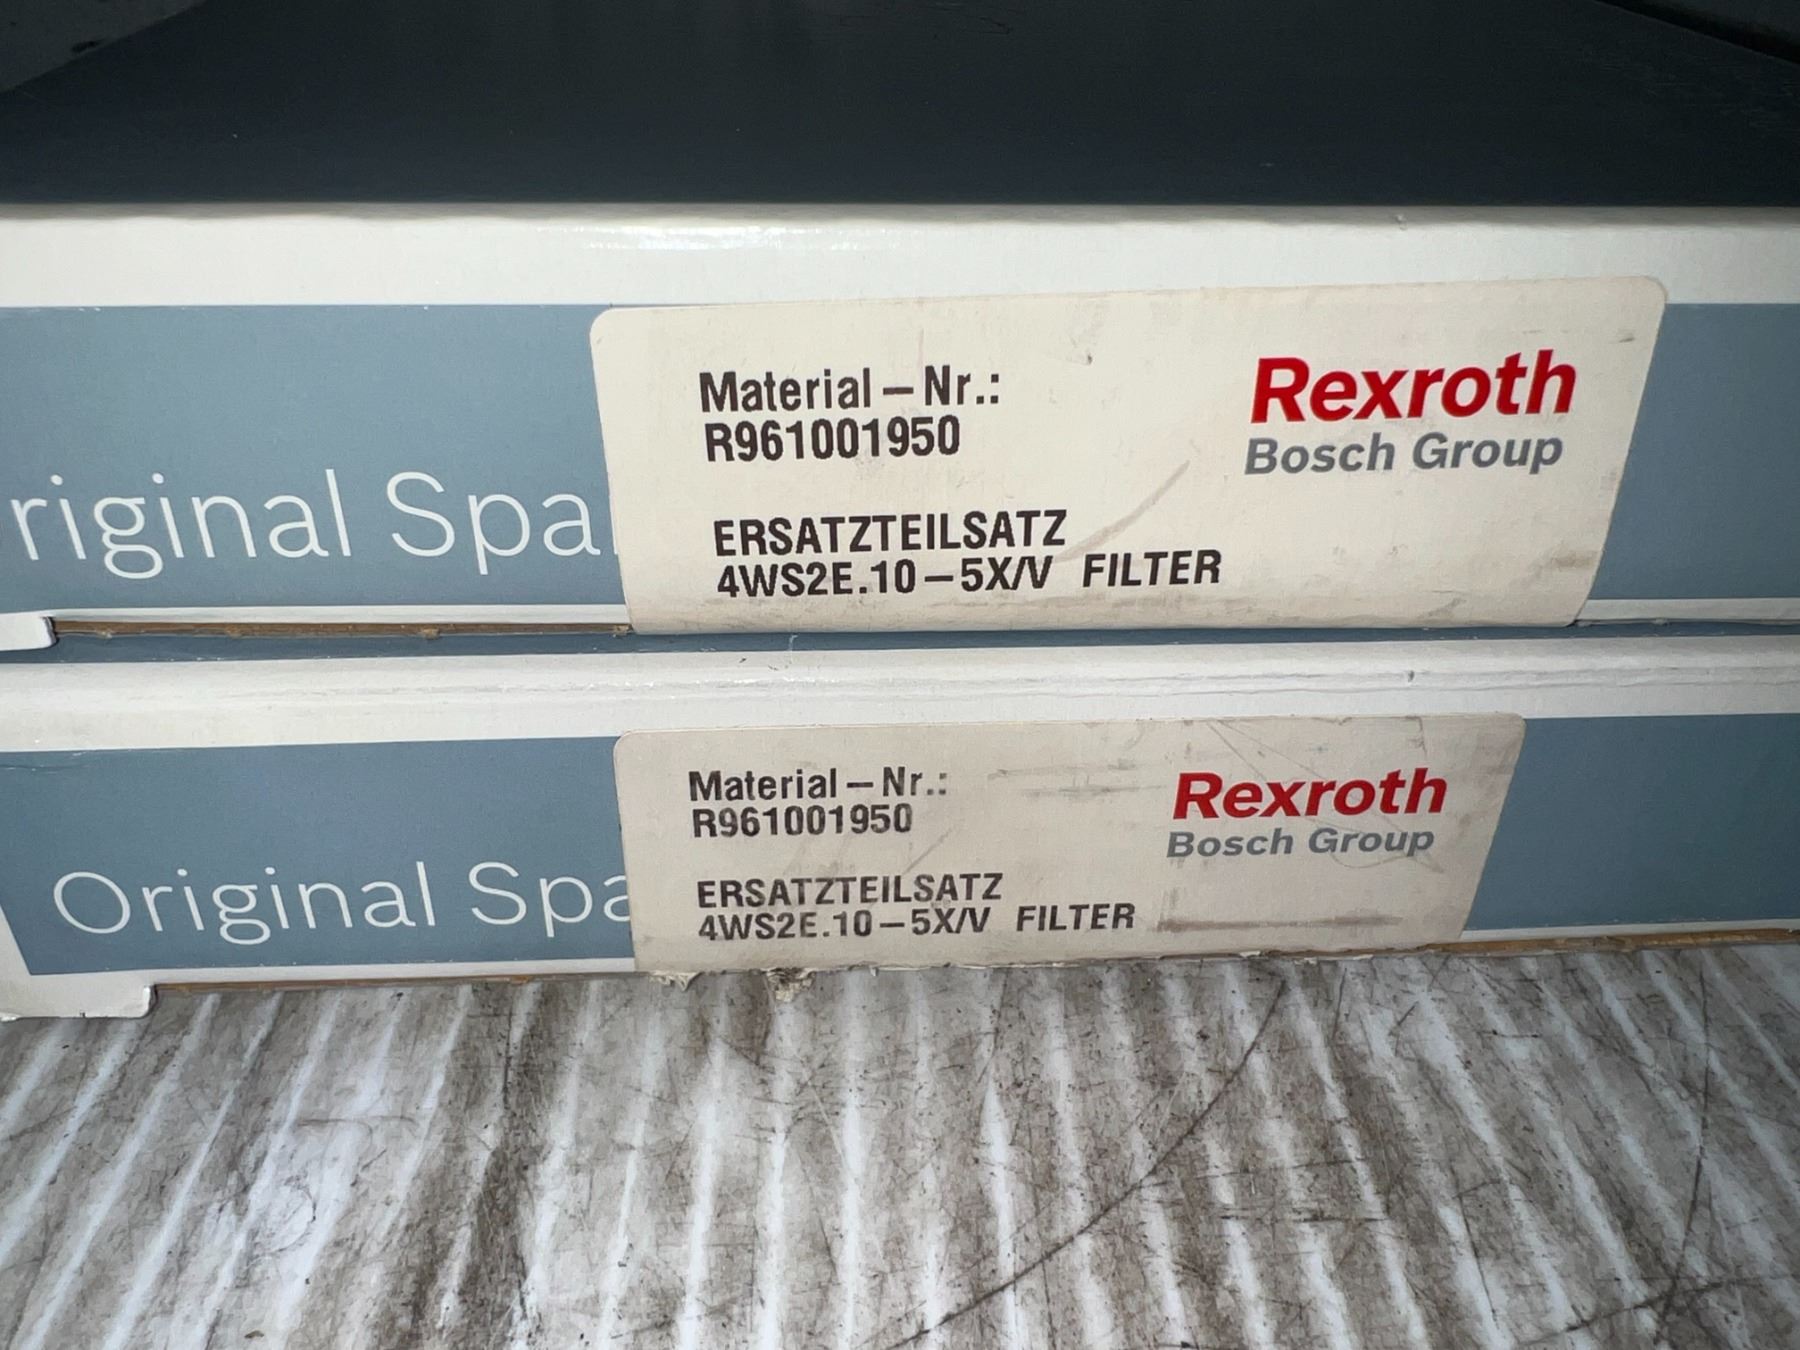 Material – Nr.:
R961001950
Rexroth
Bosch Group
riginal Spa
ERSATZTEILSATZ
4WS2E.10–5X/V FILTER
Material – Nr.:
R961001950
Rexroth
Bosch Group
Original Spa
ERSATZTEILSATZ
4WS2E.10–5X/V FILTER